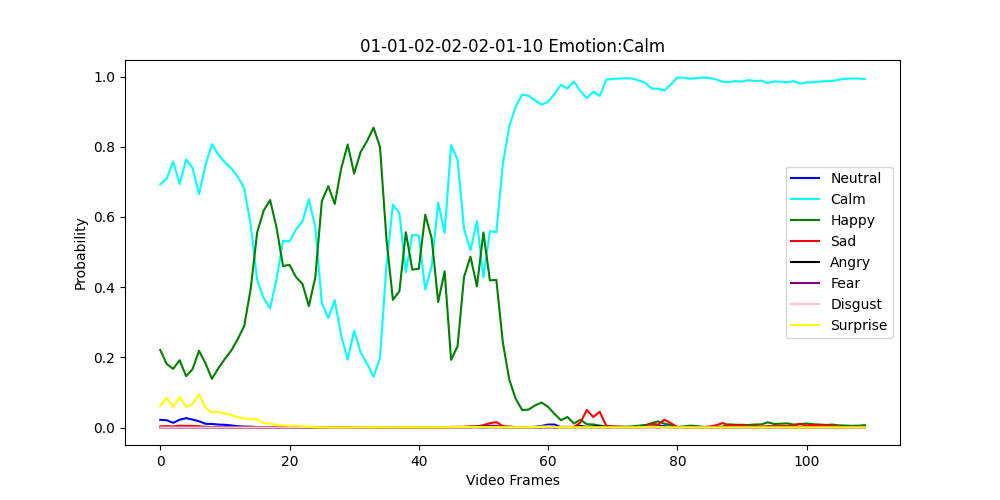 01-01-02-02-02-01-10 Emotion:Calm
Probability
1.0
0.8
0.6
0.4
0.2
0.0
Neutral
Calm
Happy
Sad
Angry
Fear
Disgust
Surprise
0 20 40 60 80 100
Video Frames